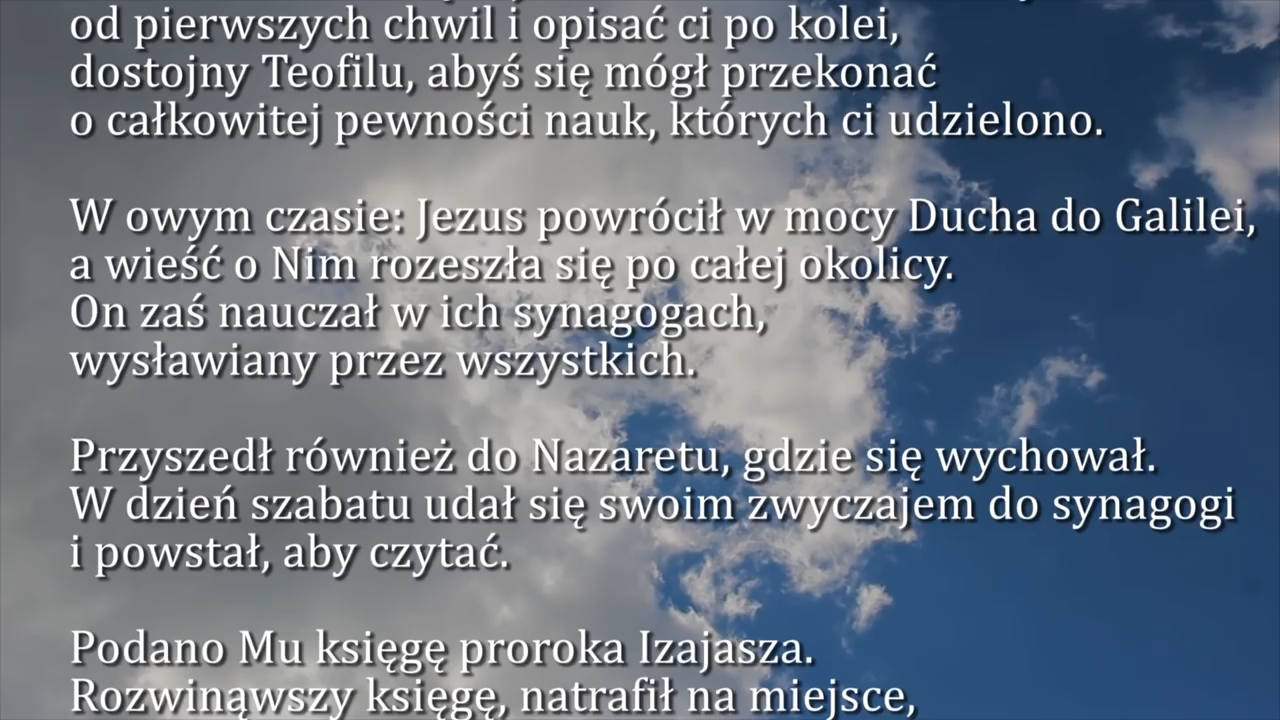 od pierwszych chwil i opisać ci po kolei,
dostojny Teofilu, abyś się mógł przekonać
o całkowitej pewności nauk, których ci udzielono.
W owym czasie: Jezus powrócił w mocy Ducha do Galilei,
a wieść o Nim rozeszła się po całej okolicy.
On zaś nauczał w ich synagogach,
wysławiany przez wszystkich.
Przyszedł również do Nazaretu, gdzie się wychował.
W dzień szabatu udał się swoim zwyczajem do synagogi
i powstał, aby czytać.
Podano Mu księgę proroka Izajasza.
Rozwinąwszy księgę, natrafił na miejsce,